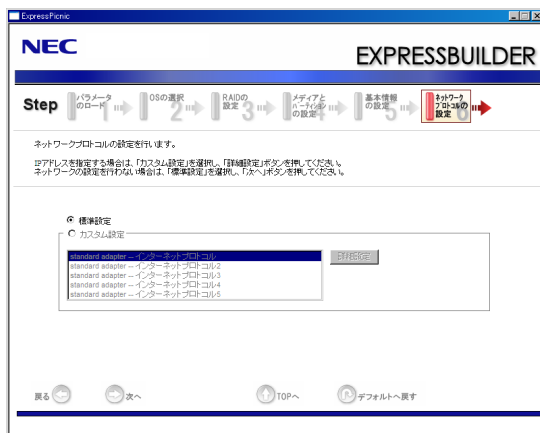 ExpressPicnic
NEC
EXPRESSBUILDER
Step
パラメータ
のロード
1
OSの選択
2
RAIDの
設定
3
メディアと
パーティション
の設定
4
基本情報
の設定
5
ネットワーク
プロトコルの
設定
6
ネットワークプロトコルの設定を行います。
IPアドレスを指定する場合は、「カスタム設定」を選択し、「詳細設定」ボタンを押してください。
ネットワークの設定を行わない場合は、「標準設定」を選択し、「次へ」ボタンを押してください。
標準設定
カスタム設定
standard adapter -- インターネットプロトコル
standard adapter -- インターネットプロトコル2
standard adapter -- インターネットプロトコル3
standard adapter -- インターネットプロトコル4
standard adapter -- インターネットプロトコル5
詳細設定
戻る
次へ
TOPへ
デフォルトへ戻す